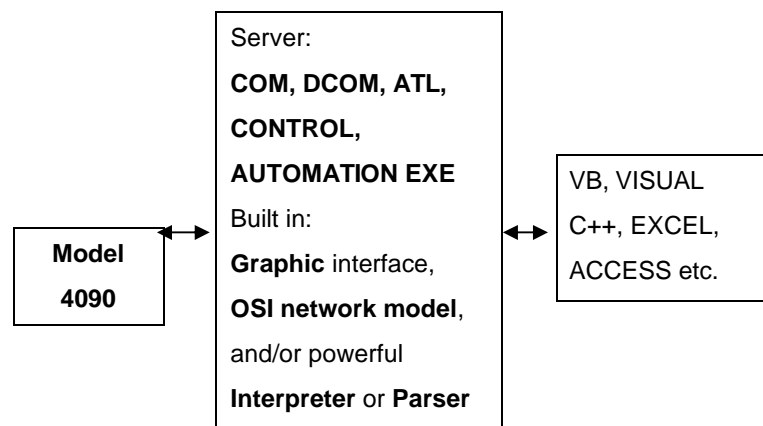 Model
4090
Server:
COM, DCOM, ATL,
CONTROL,
AUTOMATION EXE
Built in:
Graphic interface,
OSI network model,
and/or powerful
Interpreter or Parser
VB, VISUAL
C++, EXCEL,
ACCESS etc.